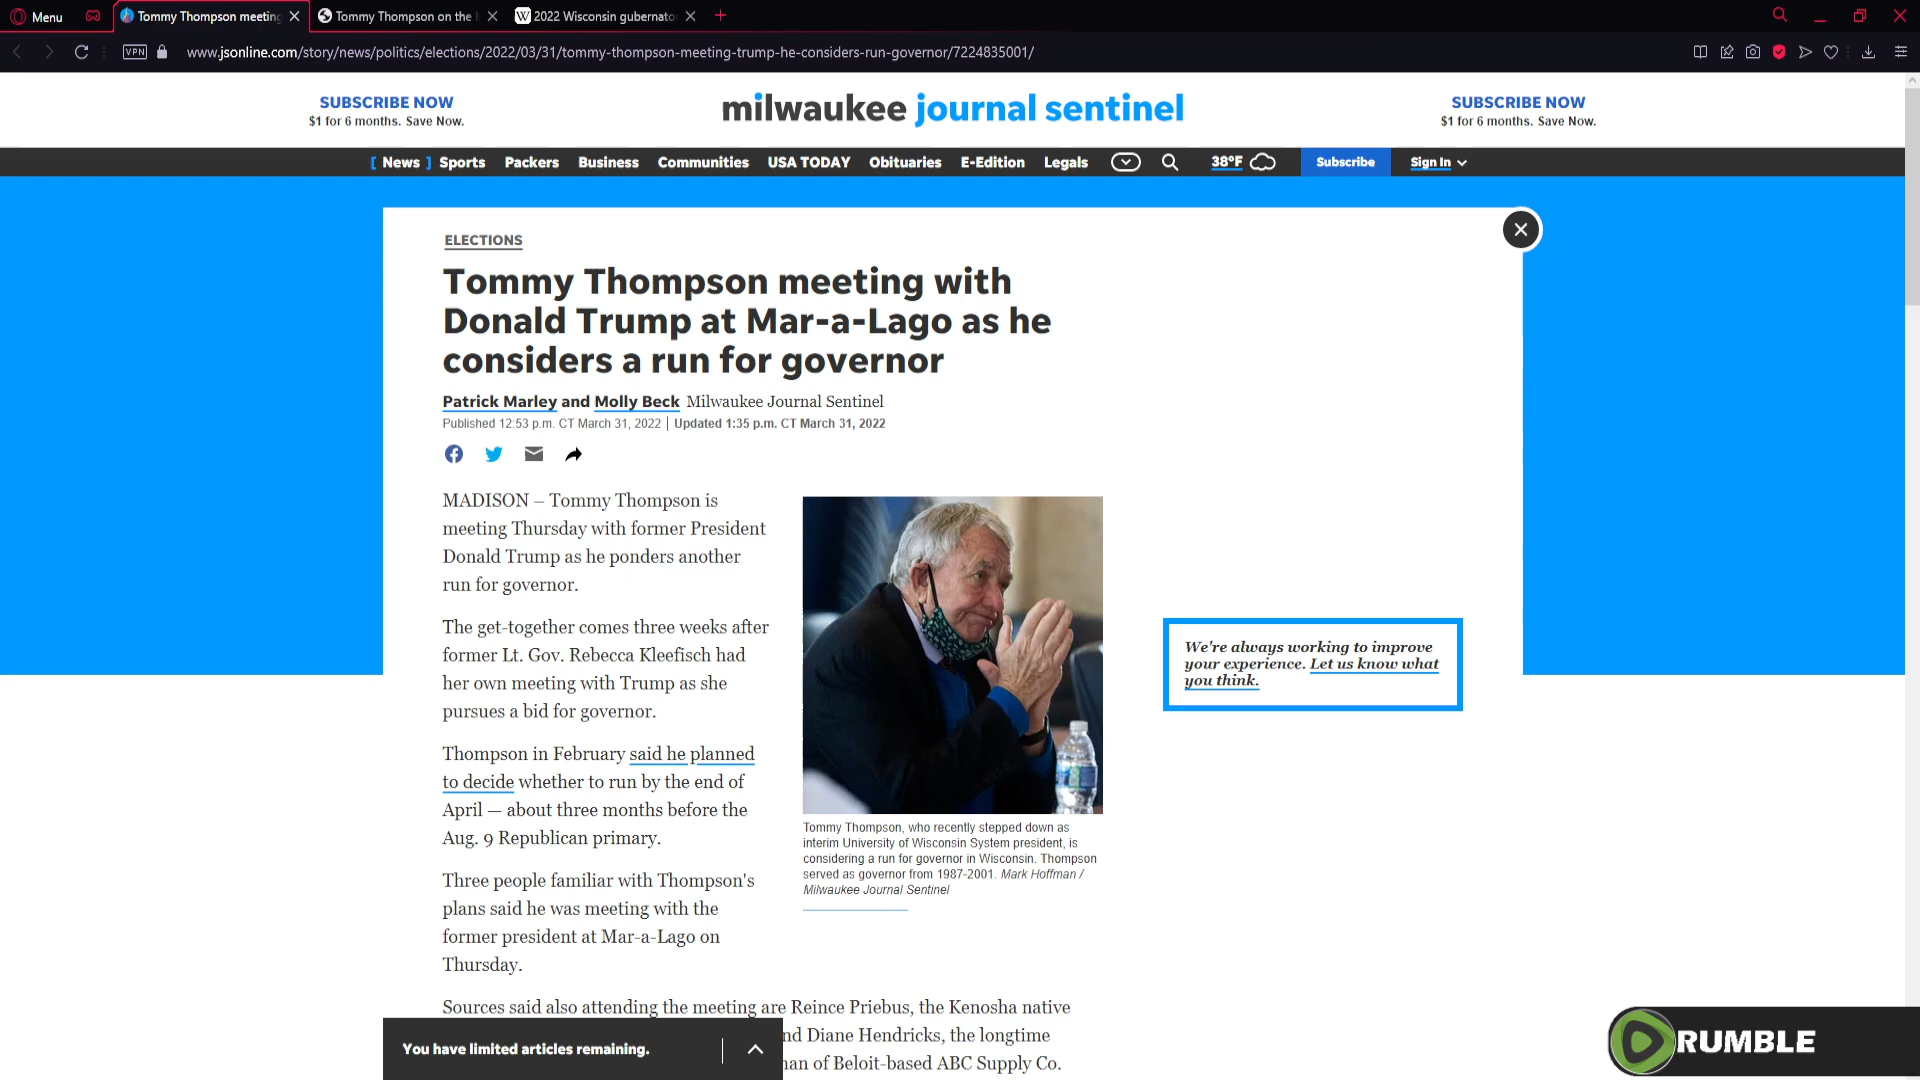 Menu
Tommy Thompson meeting
Tommy Thompson on the
2022 Wisconsin gubernato
VPN
www.jsonline.com/story/news/politics/elections/2022/03/31/tommy-thompson-meeting-trump-he-considers-run-governor/7224835001/
SUBSCRIBE NOW
$1 for 6 months. Save Now.
milwaukee journal sentinel
SUBSCRIBE NOW
$1 for 6 months. Save Now.
[ News ] Sports Packers Business Communities USA TODAY Obituaries E-Edition Legals 38°F Subscribe Sign In
ELECTIONS
Tommy Thompson meeting with
Donald Trump at Mar-a-Lago as he
considers a run for governor
Patrick Marley and Molly Beck Milwaukee Journal Sentinel
Published 12:53 p.m. CT March 31, 2022 | Updated 1:35 p.m. CT March 31, 2022
MADISON – Tommy Thompson is
meeting Thursday with former President
Donald Trump as he ponders another
run for governor.
The get-together comes three weeks after
former Lt. Gov. Rebecca Kleefisch had
her own meeting with Trump as she
pursues a bid for governor.
Thompson in February said he planned
to decide whether to run by the end of
April — about three months before the
Aug. 9 Republican primary.
Three people familiar with Thompson's
plans said he was meeting with the
former president at Mar-a-Lago on
Thursday.
Tommy Thompson, who recently stepped down as
interim University of Wisconsin System president, is
considering a run for governor in Wisconsin. Thompson
served as governor from 1987-2001. Mark Hoffman /
Milwaukee Journal Sentinel
We're always working to improve
your experience. Let us know what
you think.
Sources said also attending the meeting are Reince Priebus, the Kenosha native
nd Diane Hendricks, the longtime
an of Beloit-based ABC Supply Co.
You have limited articles remaining.
RUMBLE